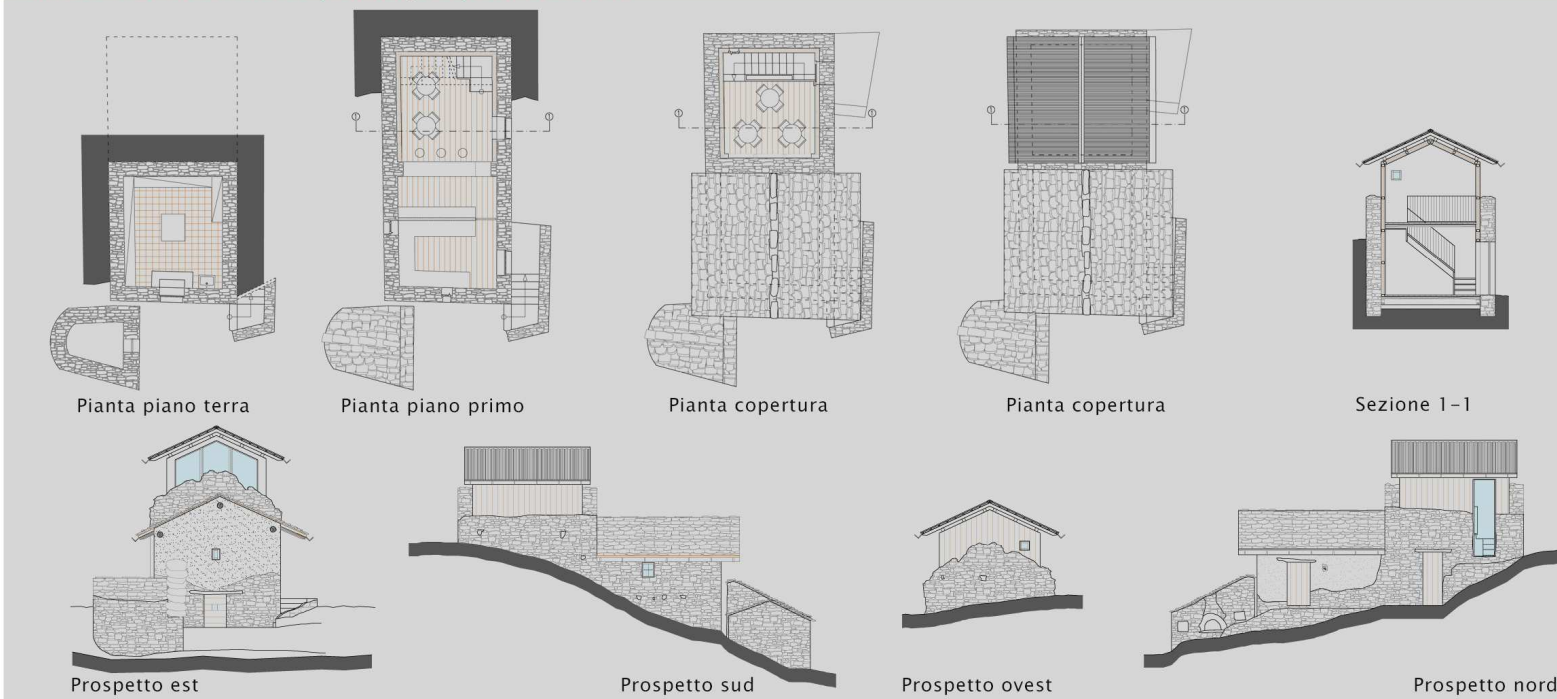 Pianta piano terra
Pianta piano primo
Pianta copertura
Pianta copertura
Sezione 1-1
Prospetto est
Prospetto sud
Prospetto ovest
Prospetto nord